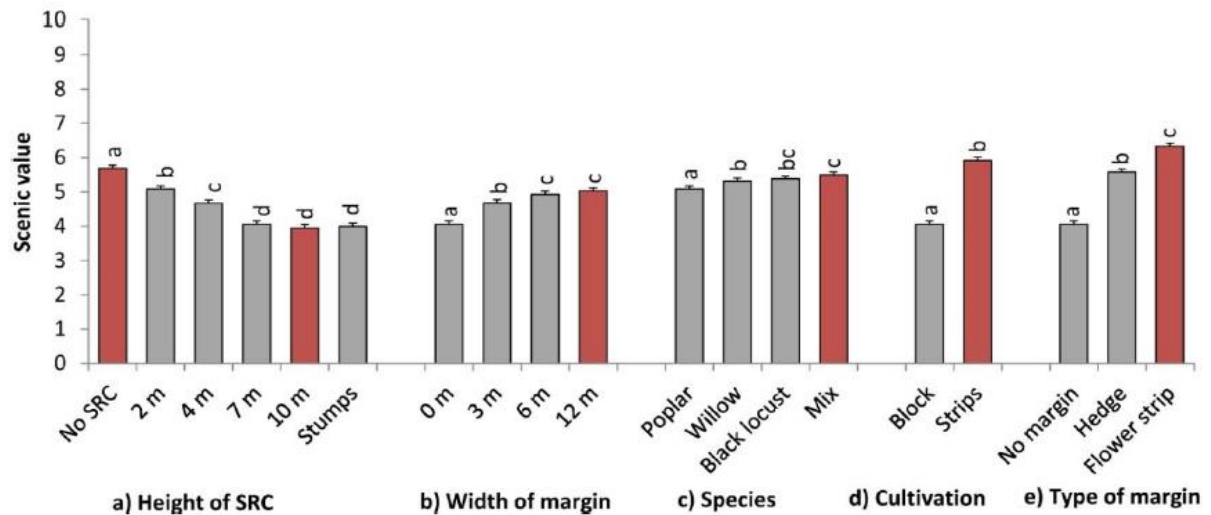 10
9
8
7
6
5
4
3
2
1
0
Scenic value
a b c d d d
a b c c
a b bc c
a b
a b c
No SRC 2 m 4 m 7 m 10 m Stumps
0 m 3 m 6 m 12 m
Poplar Willow Black locust Mix
Block Strips
No margin Hedge Flower strip
a) Height of SRC b) Width of margin c) Species d) Cultivation e) Type of margin